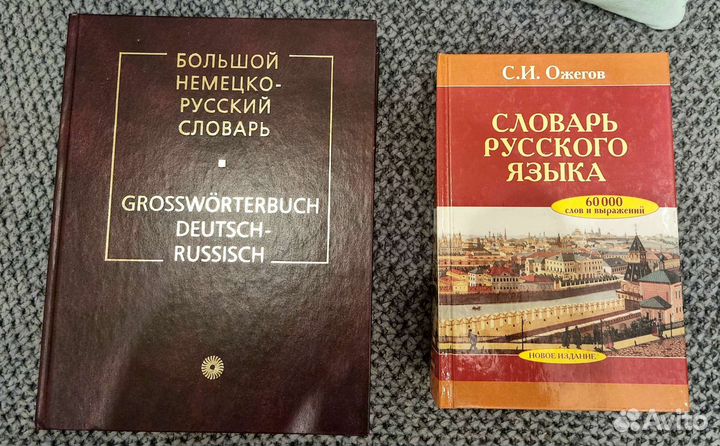 БОЛЬШОЙ
НЕМЕЦКО-
РУССКИЙ
СЛОВАРЬ
GROSSWÖRTERBUCH
DEUTSCH-
RUSSISCH
С.И. Ожегов
СЛОВАРЬ
РУССКОГО
ЯЗЫКА
60 000
слов и выражений
НОВОЕ ИЗДАНИЕ
Avito